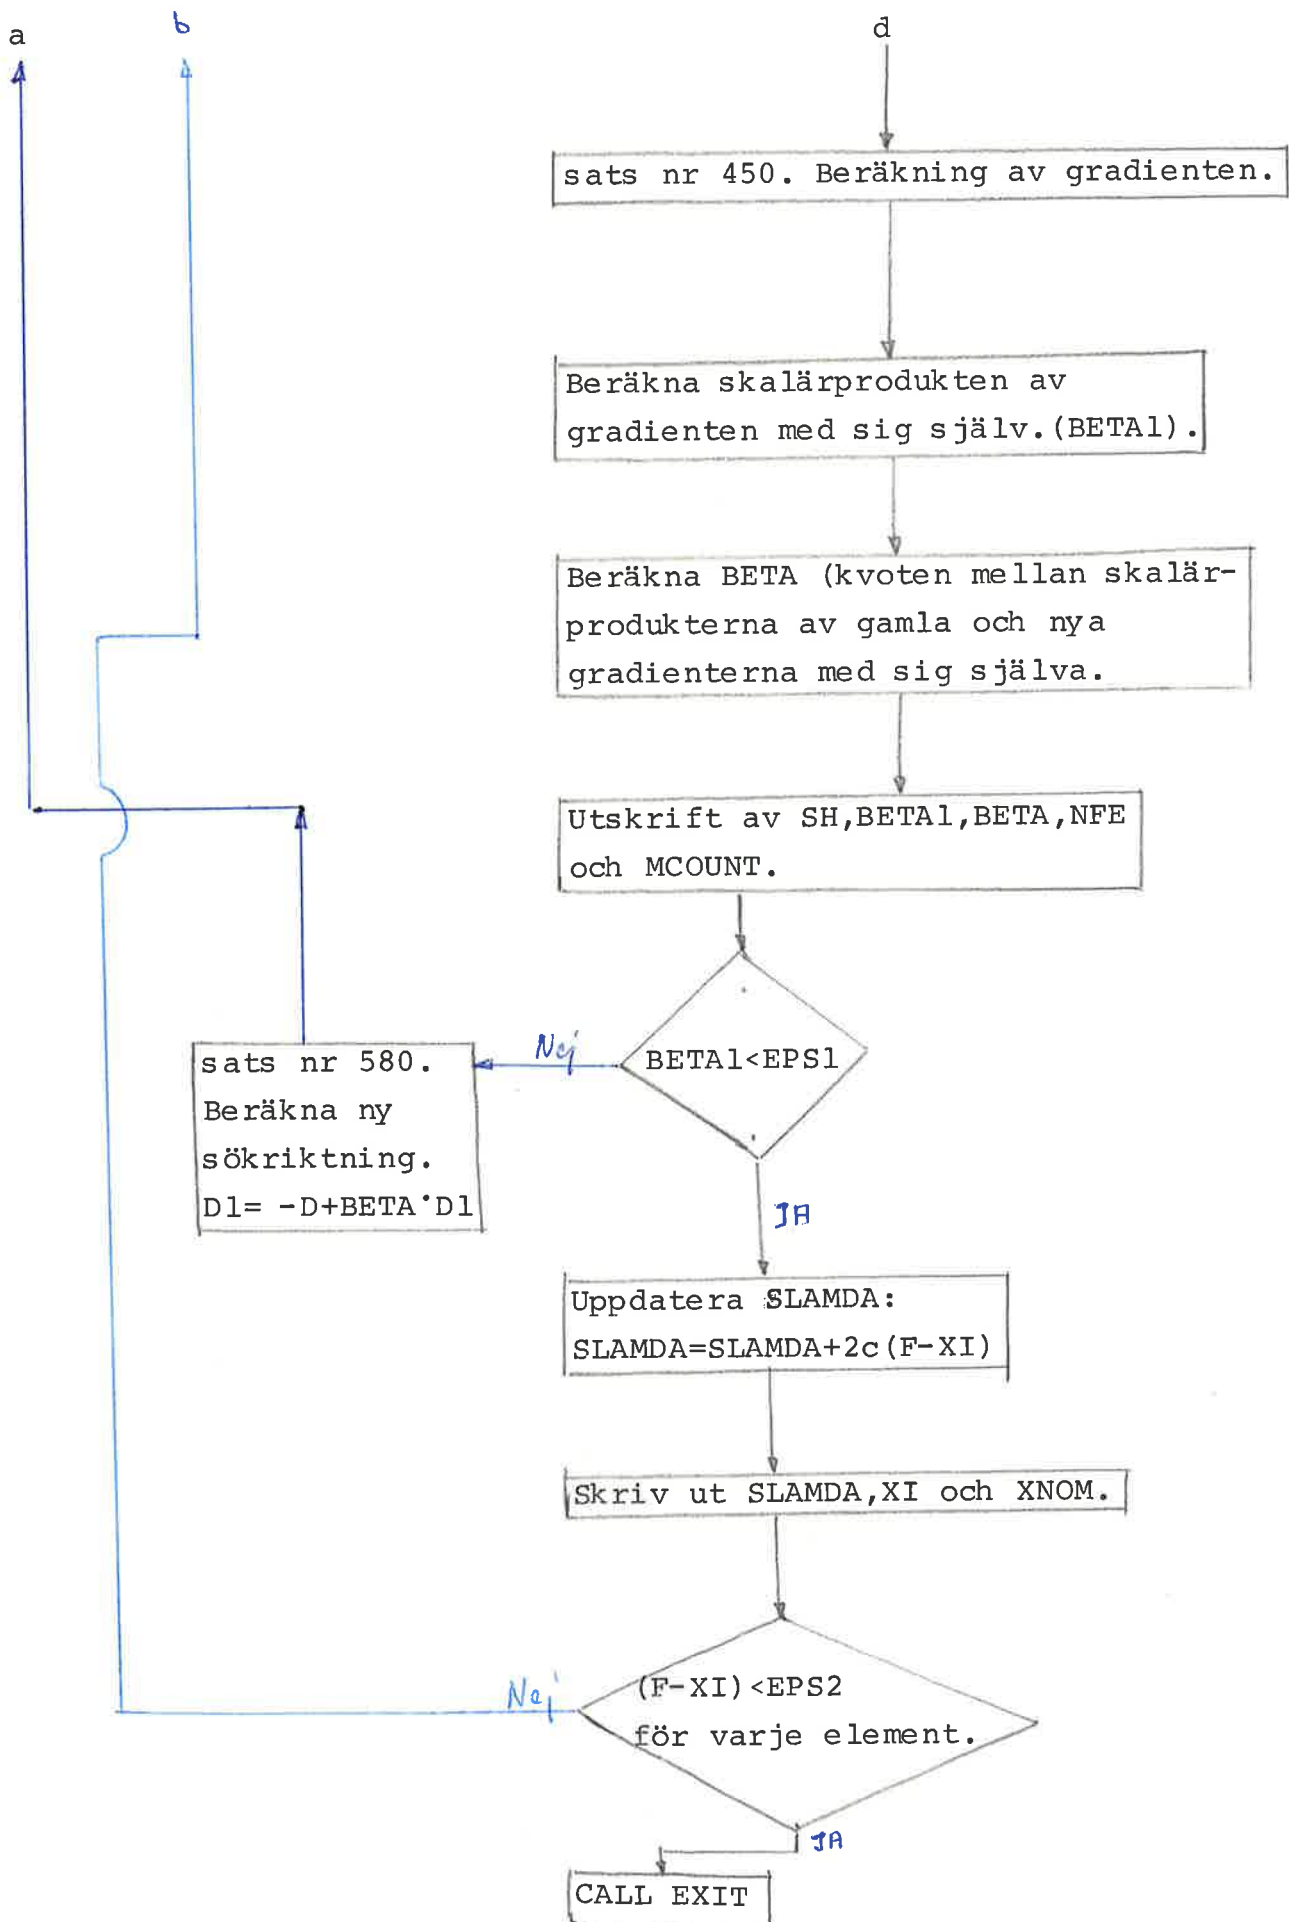 a
b
d
sats nr 450. Beräkning av gradienten.
Beräkna skalärprodukten av
gradienten med sig själv.(BETA1).
Beräkna BETA (kvoten mellan skalär-
produkterna av gamla och nya
gradienterna med sig själva.
Utskrift av SH,BETA1,BETA,NFE
och MCOUNT.
BETA1<EPS1
Nej
sats nr 580.
Beräkna ny
sökriktning.
D1= -D+BETA·D1
JA
Uppdatera SLAMDA:
SLAMDA=SLAMDA+2c(F-XI)
Skriv ut SLAMDA,XI och XNOM.
(F-XI)<EPS2
för varje element.
Nej
JA
CALL EXIT